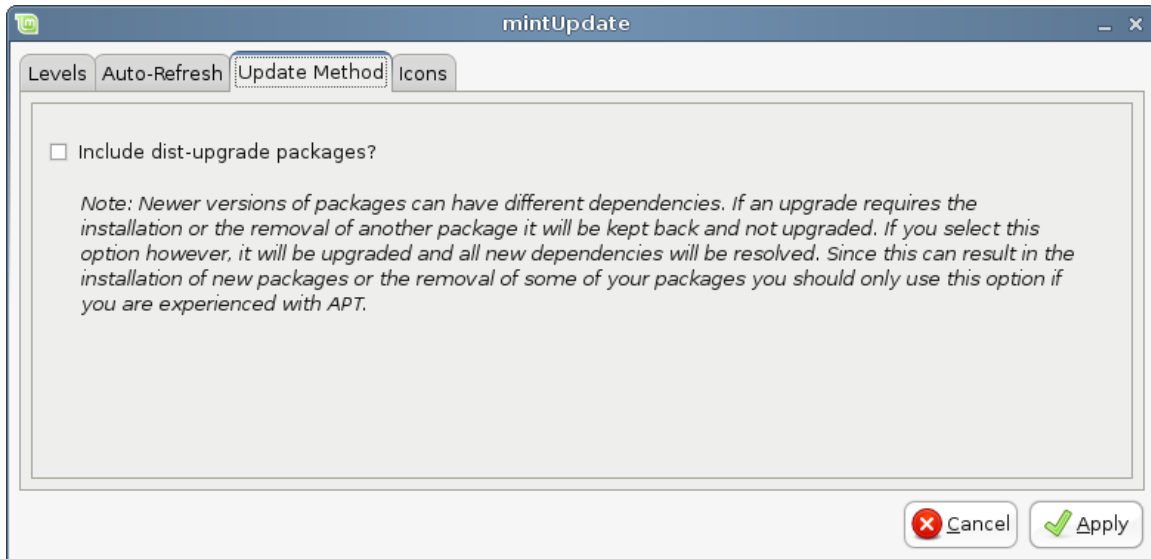 mintUpdate
Levels Auto-Refresh Update Method Icons
Include dist-upgrade packages?
Note: Newer versions of packages can have different dependencies. If an upgrade requires the
installation or the removal of another package it will be kept back and not upgraded. If you select this
option however, it will be upgraded and all new dependencies will be resolved. Since this can result in the
installation of new packages or the removal of some of your packages you should only use this option if
you are experienced with APT.
Cancel Apply